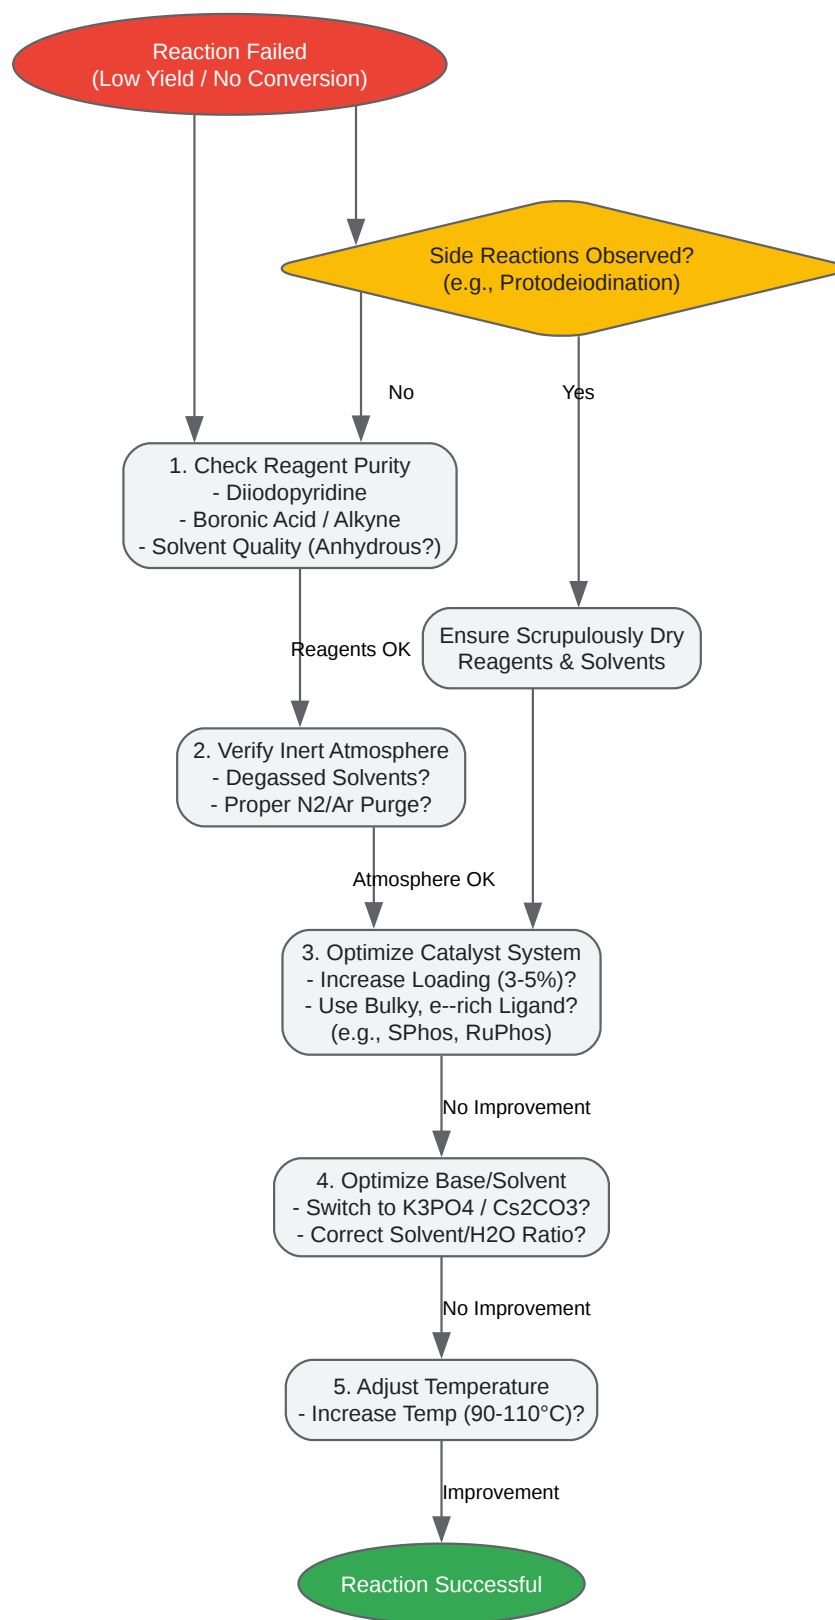 Reaction Failed
(Low Yield / No Conversion)
Side Reactions Observed?
(e.g., Protodeiodination)
No
Yes
1. Check Reagent Purity
- Diiodopyridine
- Boronic Acid / Alkyne
- Solvent Quality (Anhydrous?)
Ensure Scrupulously Dry
Reagents & Solvents
Reagents OK
2. Verify Inert Atmosphere
- Degassed Solvents?
- Proper N2/Ar Purge?
Atmosphere OK
3. Optimize Catalyst System
- Increase Loading (3-5%)?
- Use Bulky, e--rich Ligand?
(e.g., SPhos, RuPhos)
No Improvement
4. Optimize Base/Solvent
- Switch to K3PO4 / Cs2CO3?
- Correct Solvent/H2O Ratio?
No Improvement
5. Adjust Temperature
- Increase Temp (90-110°C)?
Improvement
Reaction Successful